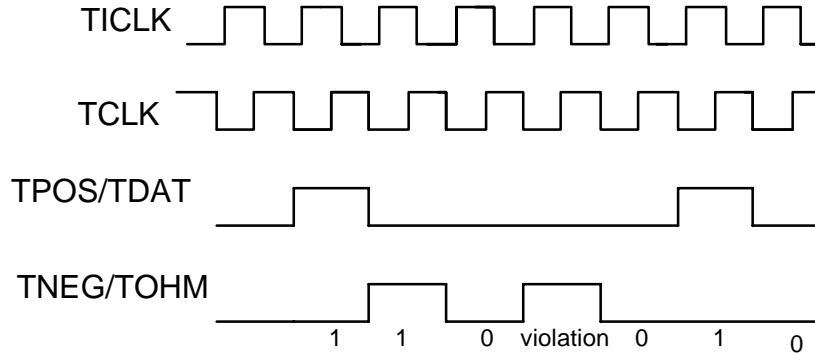 TICLK
TCLK
TPOS/TDAT
TNEG/TOHM
1 1 0 violation 0 1 0